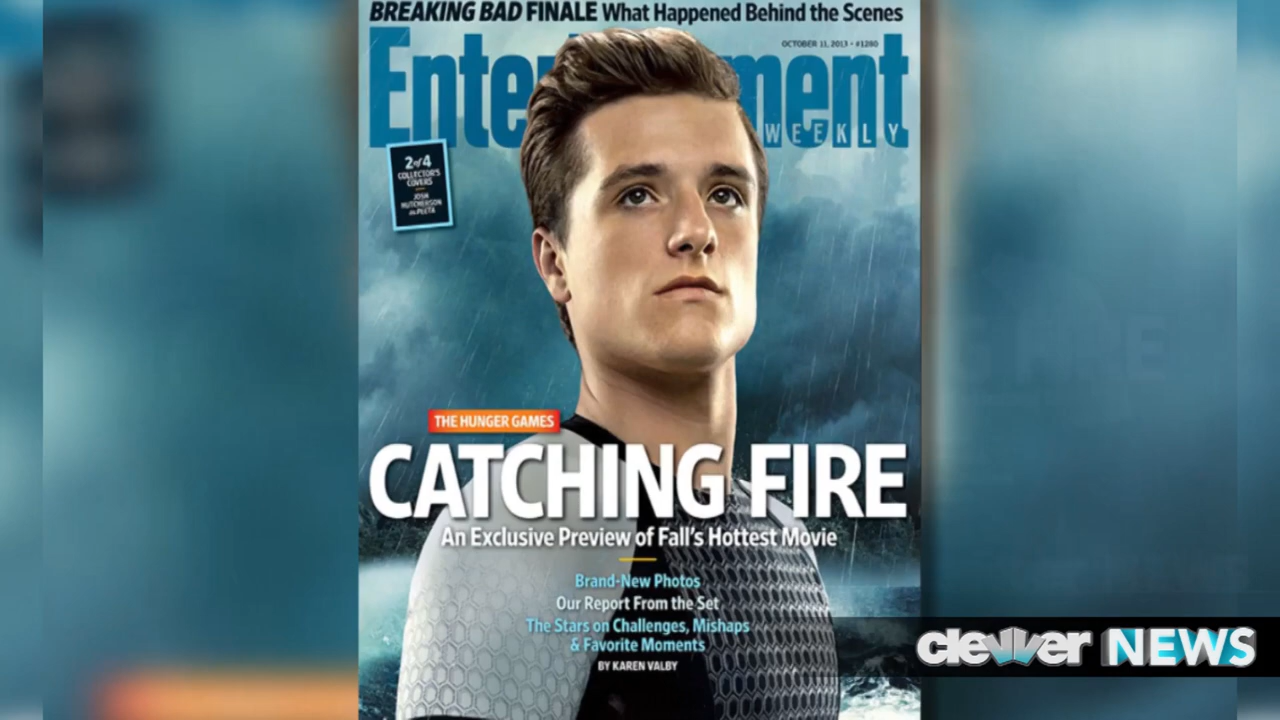 BREAKING BAD FINALE What Happened Behind the Scenes
OCTOBER 11, 2013 • #1280
WEEKLY
2 of 4
COLLECTOR'S
COVERS
JOSH
HUTCHERSON
as PEETA
THE HUNGER GAMES
CATCHING FIRE
An Exclusive Preview of Fall's Hottest Movie
Brand-New Photos
Our Report From the Set
The Stars on Challenges, Mishaps
& Favorite Moments
BY KAREN VALBY
clevver NEWS